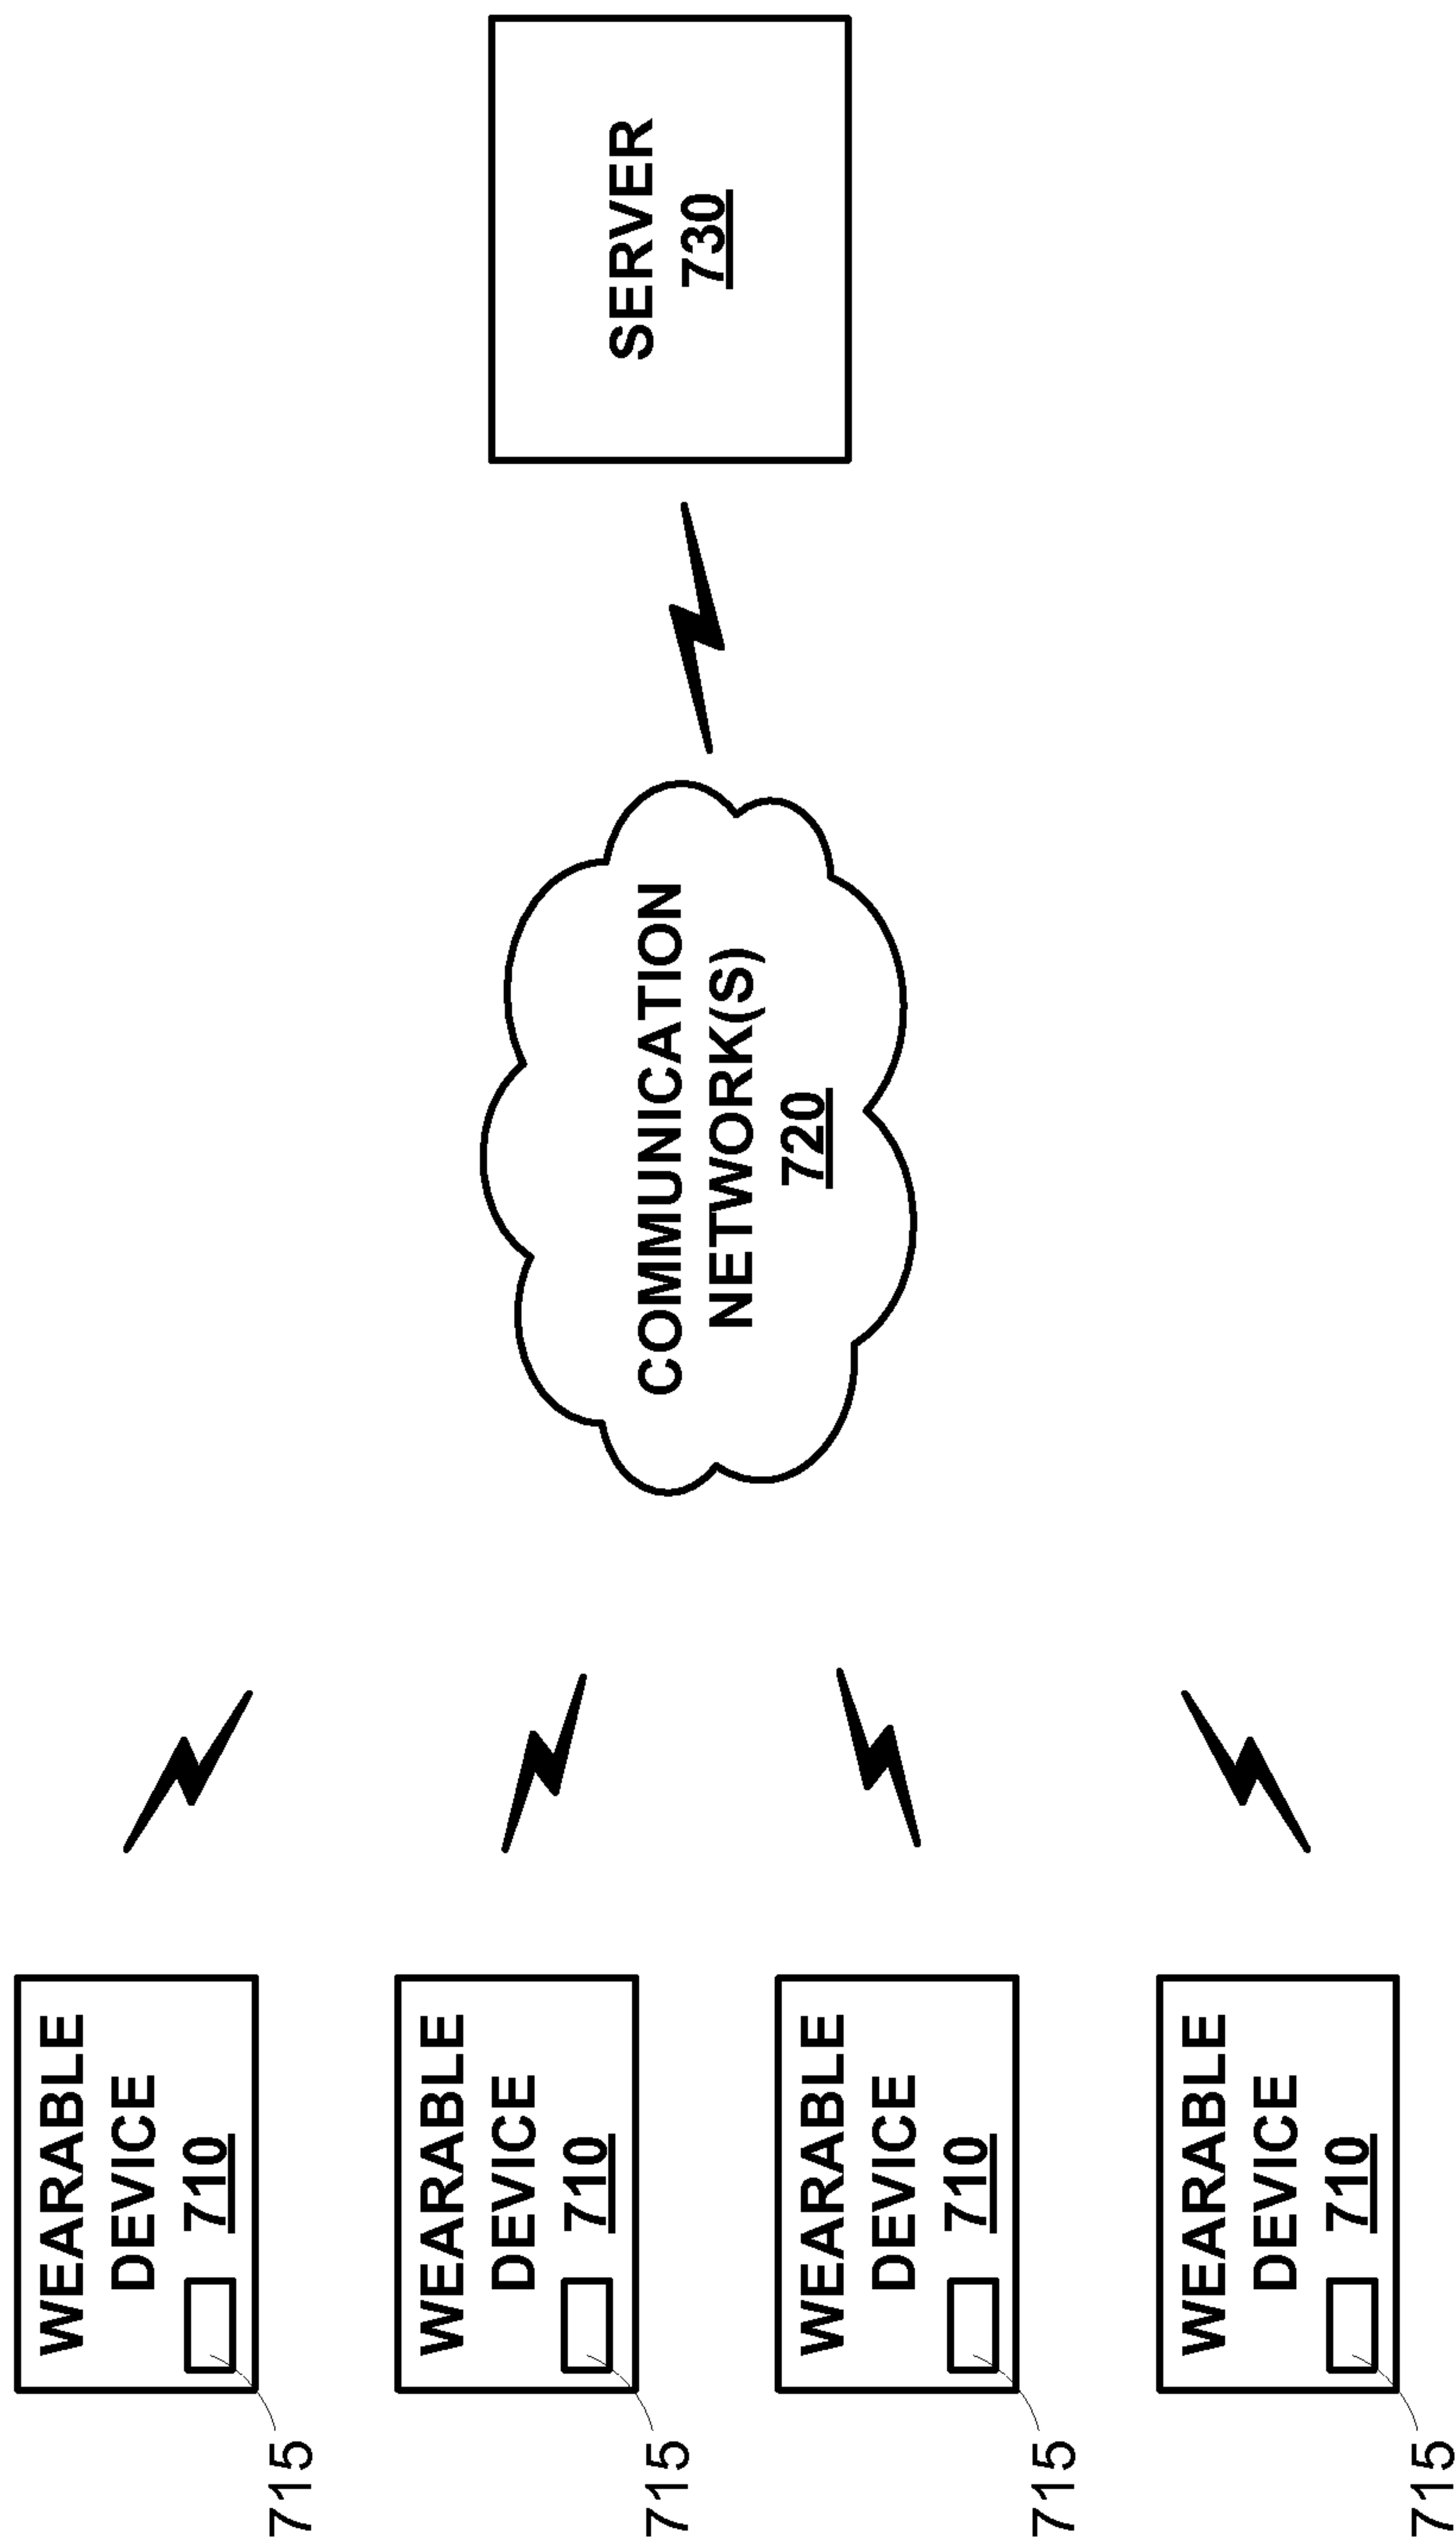 WEARABLE
DEVICE
710
715
WEARABLE
DEVICE
710
715
WEARABLE
DEVICE
710
715
WEARABLE
DEVICE
710
715
COMMUNICATION
NETWORK(S)
720
SERVER
730